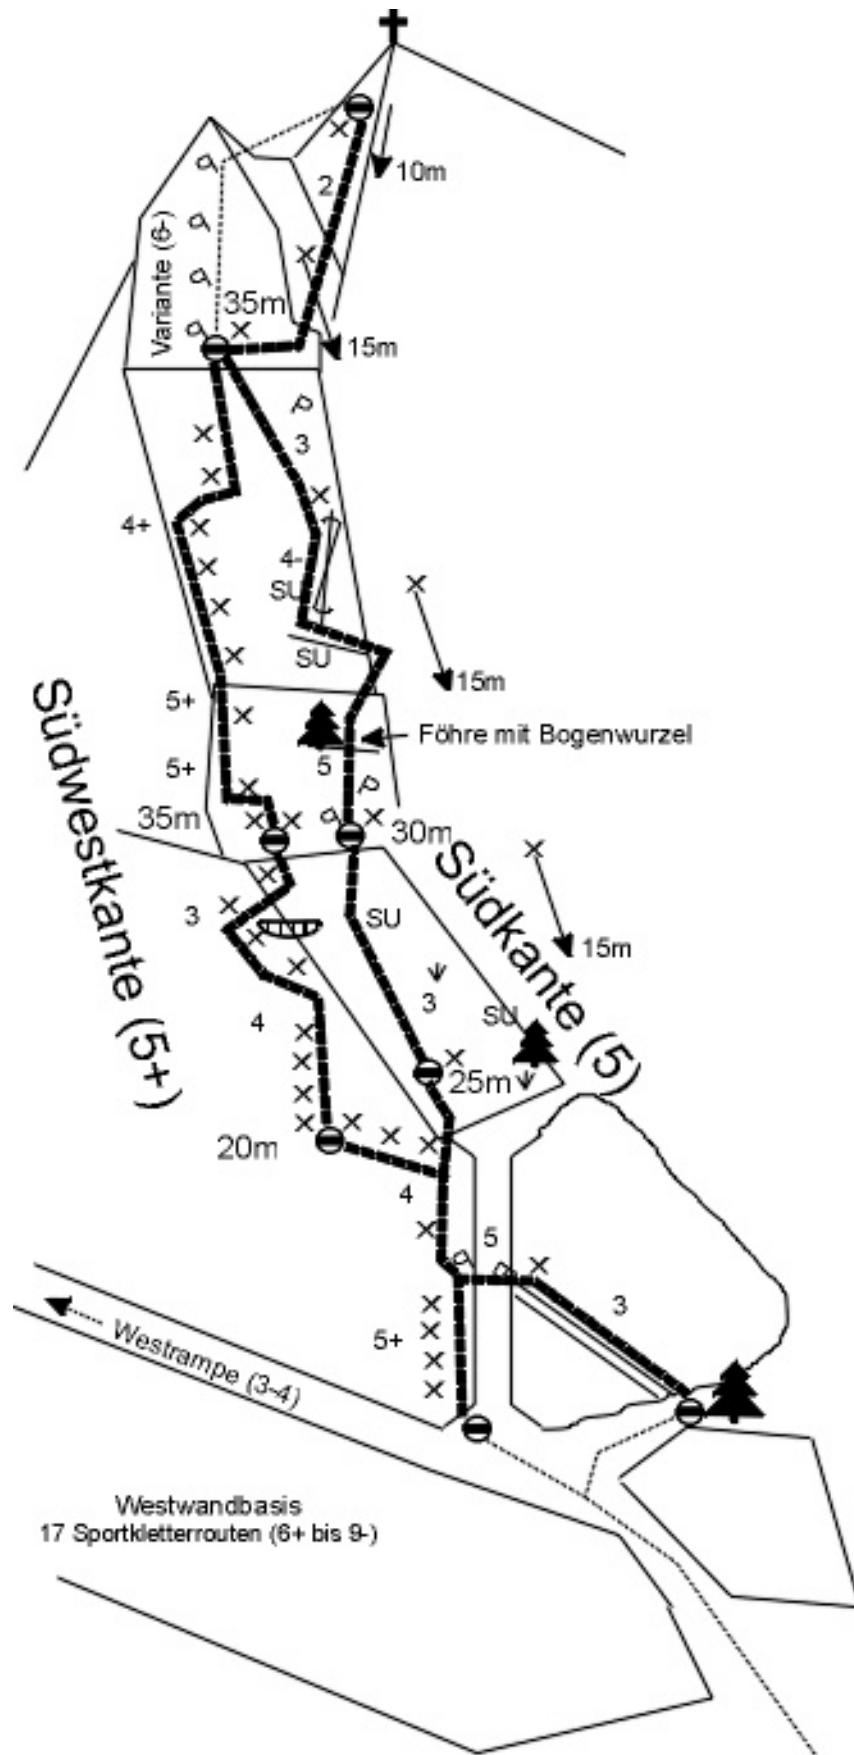 10m
2
Variante (6-)
35m
15m
3
4+
4-
SU
SU
15m
5+
Föhre mit Bogenwurzel
5+
5
35m
30m
Südwestkante (5+)
Südkante (5)
3
SU
15m
3
4
SU
25m
20m
4
5
3
5+
Westrampe (3-4)
Westwandbasis
17 Sportkletterrouten (6+ bis 9-)